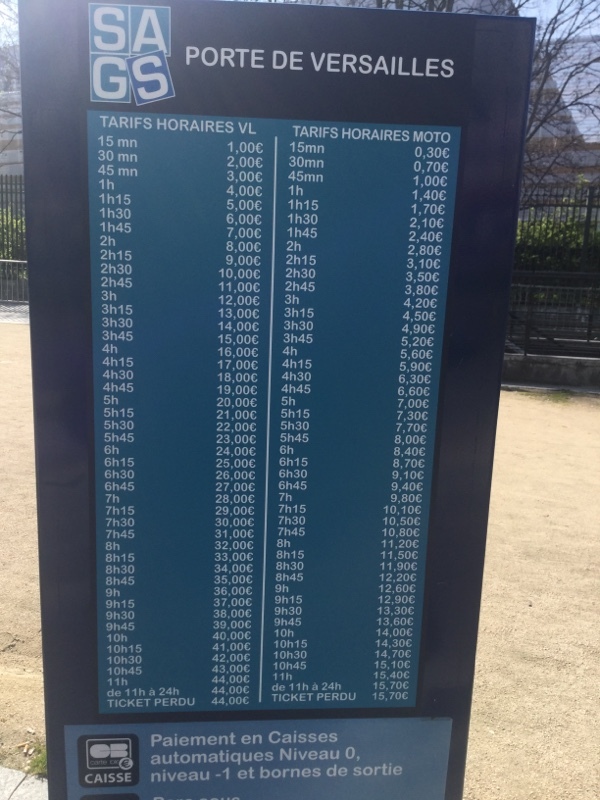 SAGS
PORTE DE VERSAILLES
TARIFS HORAIRES VL
15 mn 1,00€
30 mn 2,00€
45 mn 3,00€
1h 4,00€
1h15 5,00€
1h30 6,00€
1h45 7,00€
2h 8,00€
2h15 9,00€
2h30 10,00€
2h45 11,00€
3h 12,00€
3h15 13,00€
3h30 14,00€
3h45 15,00€
4h 16,00€
4h15 17,00€
4h30 18,00€
4h45 19,00€
5h 20,00€
5h15 21,00€
5h30 22,00€
5h45 23,00€
6h 24,00€
6h15 25,00€
6h30 26,00€
6h45 27,00€
7h 28,00€
7h15 29,00€
7h30 30,00€
7h45 31,00€
8h 32,00€
8h15 33,00€
8h30 34,00€
8h45 35,00€
9h 36,00€
9h15 37,00€
9h30 38,00€
9h45 39,00€
10h 40,00€
10h15 41,00€
10h30 42,00€
10h45 43,00€
11h 44,00€
de 11h à 24h 44,00€
TICKET PERDU 44,00€
TARIFS HORAIRES MOTO
15mn 0,30€
30mn 0,70€
45mn 1,00€
1h 1,40€
1h15 1,70€
1h30 2,10€
1h45 2,40€
2h 2,80€
2h15 3,10€
2h30 3,50€
2h45 3,80€
3h 4,20€
3h15 4,50€
3h30 4,90€
3h45 5,20€
4h 5,60€
4h15 5,90€
4h30 6,30€
4h45 6,60€
5h 7,00€
5h15 7,30€
5h30 7,70€
5h45 8,00€
6h 8,40€
6h15 8,70€
6h30 9,10€
6h45 9,40€
7h 9,80€
7h15 10,10€
7h30 10,50€
7h45 10,80€
8h 11,20€
8h15 11,50€
8h30 11,90€
8h45 12,20€
9h 12,60€
9h15 12,90€
9h30 13,30€
9h45 13,60€
10h 14,00€
10h15 14,30€
10h30 14,70€
10h45 15,10€
11h 15,40€
de 11h à 24h 15,70€
TICKET PERDU 15,70€
CB
CAISSE
Paiement en Caisses
automatiques Niveau 0,
niveau -1 et bornes de sortie